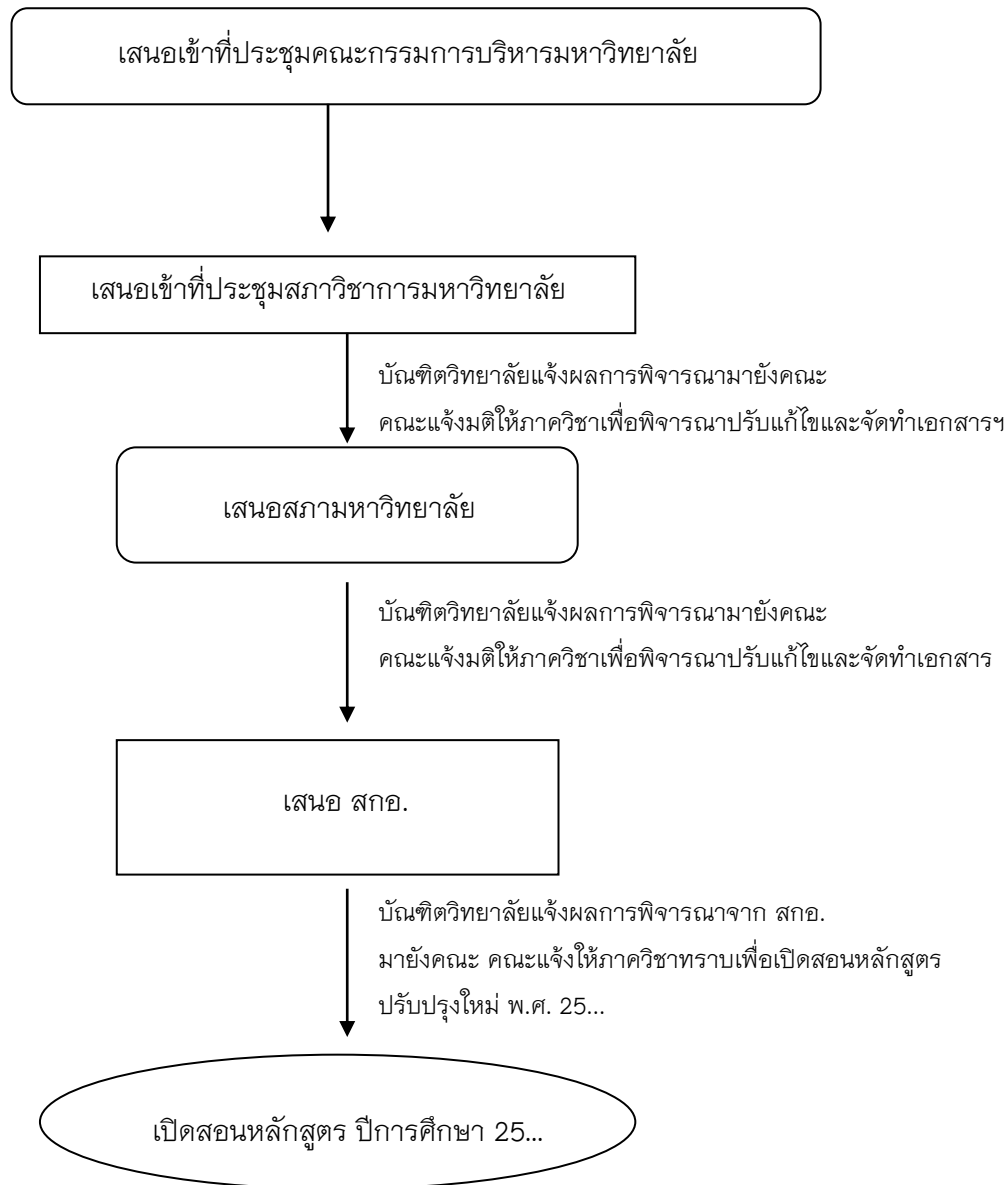 เสนอเข้าที่ประชุมคณะกรรมการบริหารมหาวิทยาลัย
เสนอเข้าที่ประชุมสภาวิชาการมหาวิทยาลัย
บัณฑิตวิทยาลัยแจ้งผลการพิจารณามายังคณะ
คณะแจ้งมติให้ภาควิชาเพื่อพิจารณาปรับแก้ไขและจัดทำเอกสารฯ
เสนอสภามหาวิทยาลัย
บัณฑิตวิทยาลัยแจ้งผลการพิจารณามายังคณะ
คณะแจ้งมติให้ภาควิชาเพื่อพิจารณาปรับแก้ไขและจัดทำเอกสาร
เสนอ สกอ.
บัณฑิตวิทยาลัยแจ้งผลการพิจารณาจาก สกอ.
มายังคณะ คณะแจ้งให้ภาควิชาทราบเพื่อเปิดสอนหลักสูตร
ปรับปรุงใหม่ พ.ศ. 25...
เปิดสอนหลักสูตร ปีการศึกษา 25...